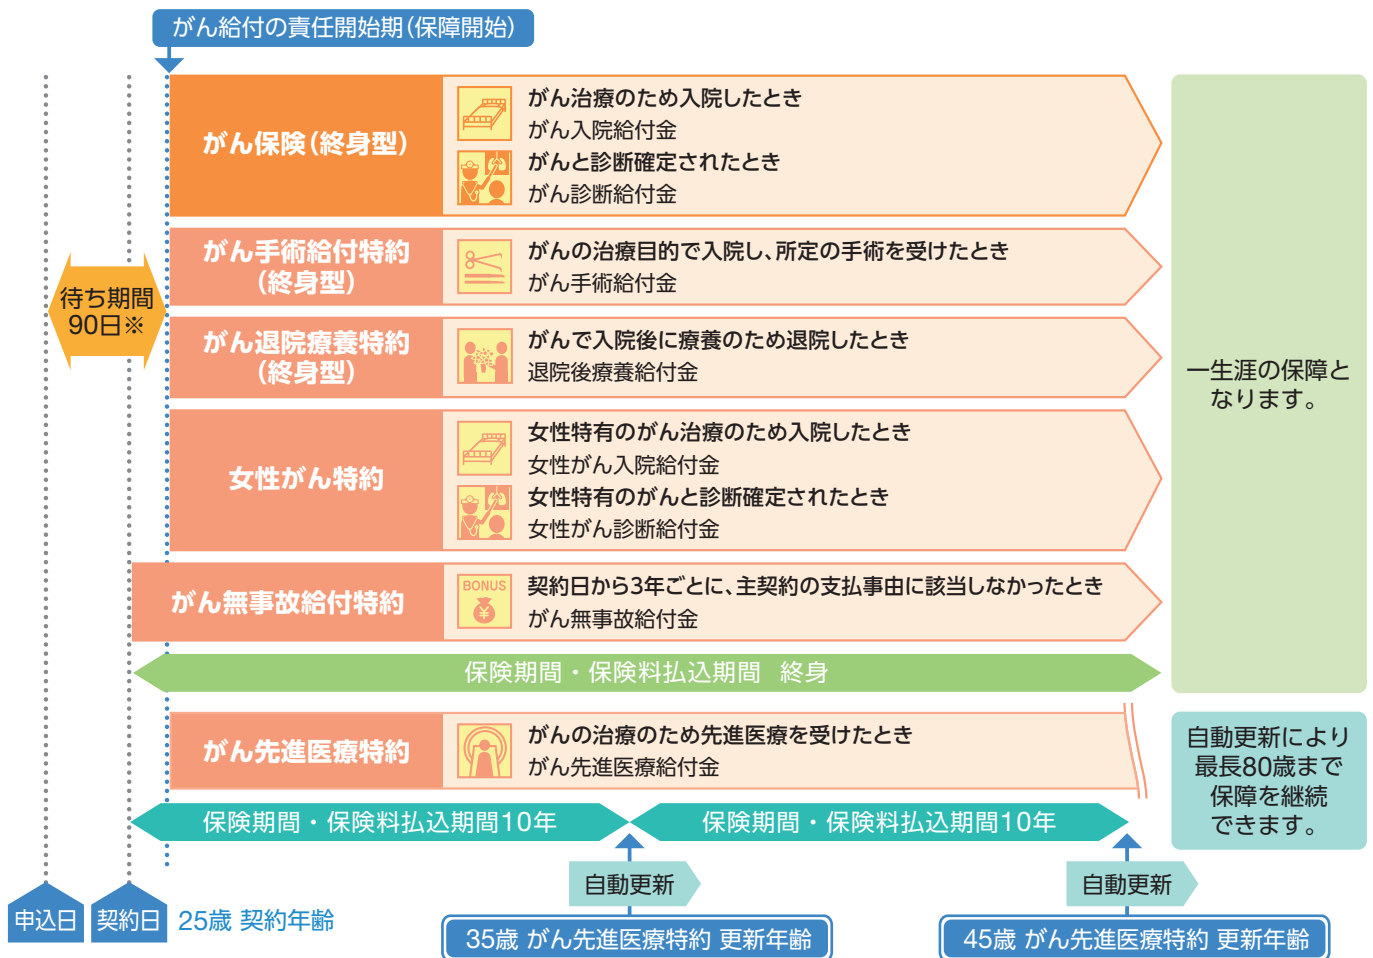 がん給付の責任開始期(保障開始)
がん保険(終身型)
がん治療のため入院したとき
がん入院給付金
がんと診断確定されたとき
がん診断給付金
がん手術給付特約
(終身型)
がんの治療目的で入院し、所定の手術を受けたとき
がん手術給付金
待ち期間
90日※
がん退院療養特約
(終身型)
がんで入院後に療養のため退院したとき
退院後療養給付金
女性がん特約
女性特有のがん治療のため入院したとき
女性がん入院給付金
女性特有のがんと診断確定されたとき
女性がん診断給付金
がん無事故給付特約
BONUS
¥
契約日から3年ごとに、主契約の支払事由に該当しなかったとき
がん無事故給付金
保険期間・保険料払込期間 終身
一生涯の保障と
なります。
がん先進医療特約
がんの治療のため先進医療を受けたとき
がん先進医療給付金
自動更新により
最長80歳まで
保障を継続
できます。
保険期間・保険料払込期間10年
保険期間・保険料払込期間10年
自動更新
自動更新
申込日
契約日
25歳 契約年齢
35歳 がん先進医療特約 更新年齢
45歳 がん先進医療特約 更新年齢